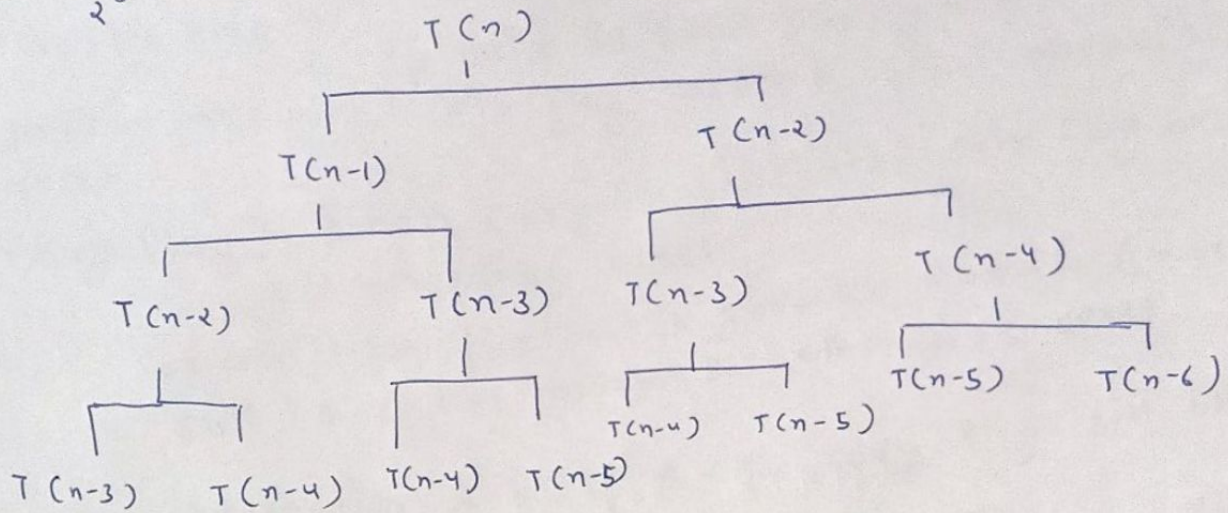 2
T(n)
T(n-1) T(n-2)
T(n-2) T(n-3) T(n-3) T(n-4)
T(n-3) T(n-4) T(n-4) T(n-5) T(n-4) T(n-5) T(n-5) T(n-6)